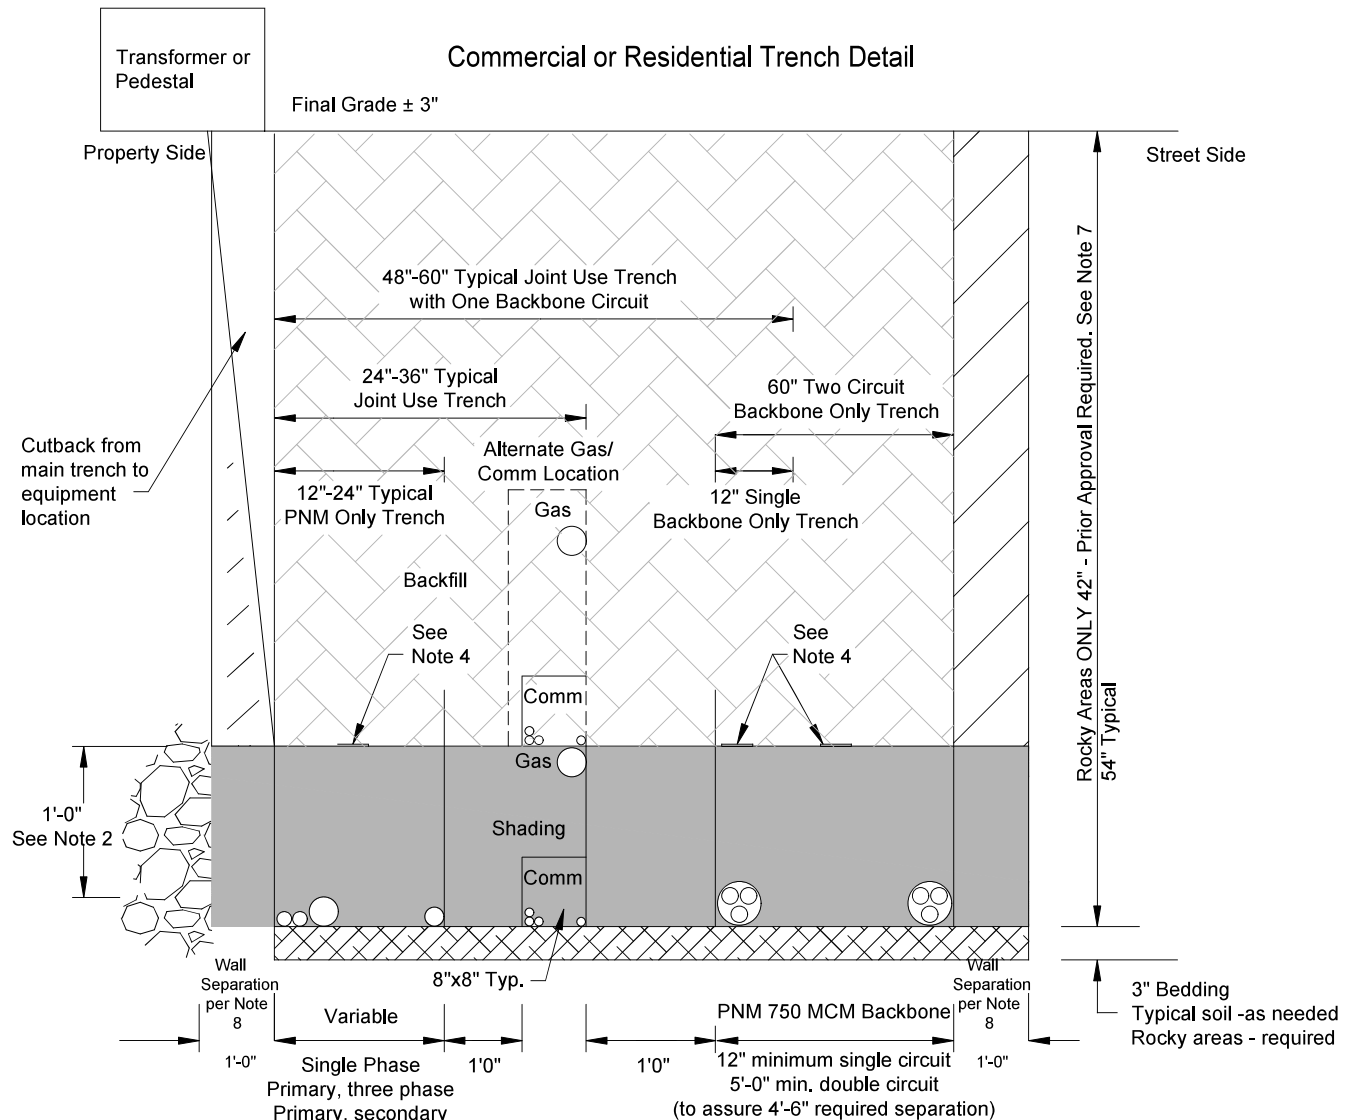 Commercial or Residential Trench Detail
Transformer or
Pedestal
Final Grade ± 3"
Property Side
Street Side
48"-60" Typical Joint Use Trench
with One Backbone Circuit
24"-36" Typical
Joint Use Trench
60" Two Circuit
Backbone Only Trench
Cutback from
main trench to
equipment
location
12"-24" Typical
PNM Only Trench
Alternate Gas/
Comm Location
Gas
12" Single
Backbone Only Trench
Backfill
See
Note 4
See
Note 4
Comm
Gas
Shading
Comm
1'-0"
See Note 2
Rocky Areas ONLY 42" - Prior Approval Required. See Note 7
54" Typical
8"x8" Typ.
Wall
Separation
per Note
8
1'-0"
Variable
Single Phase
Primary, three phase
Primary, secondary
1'0"
1'0"
PNM 750 MCM Backbone
12" minimum single circuit
5'-0" min. double circuit
(to assure 4'-6" required separation)
Wall
Separation
per Note
8
1'-0"
3" Bedding
Typical soil -as needed
Rocky areas - required